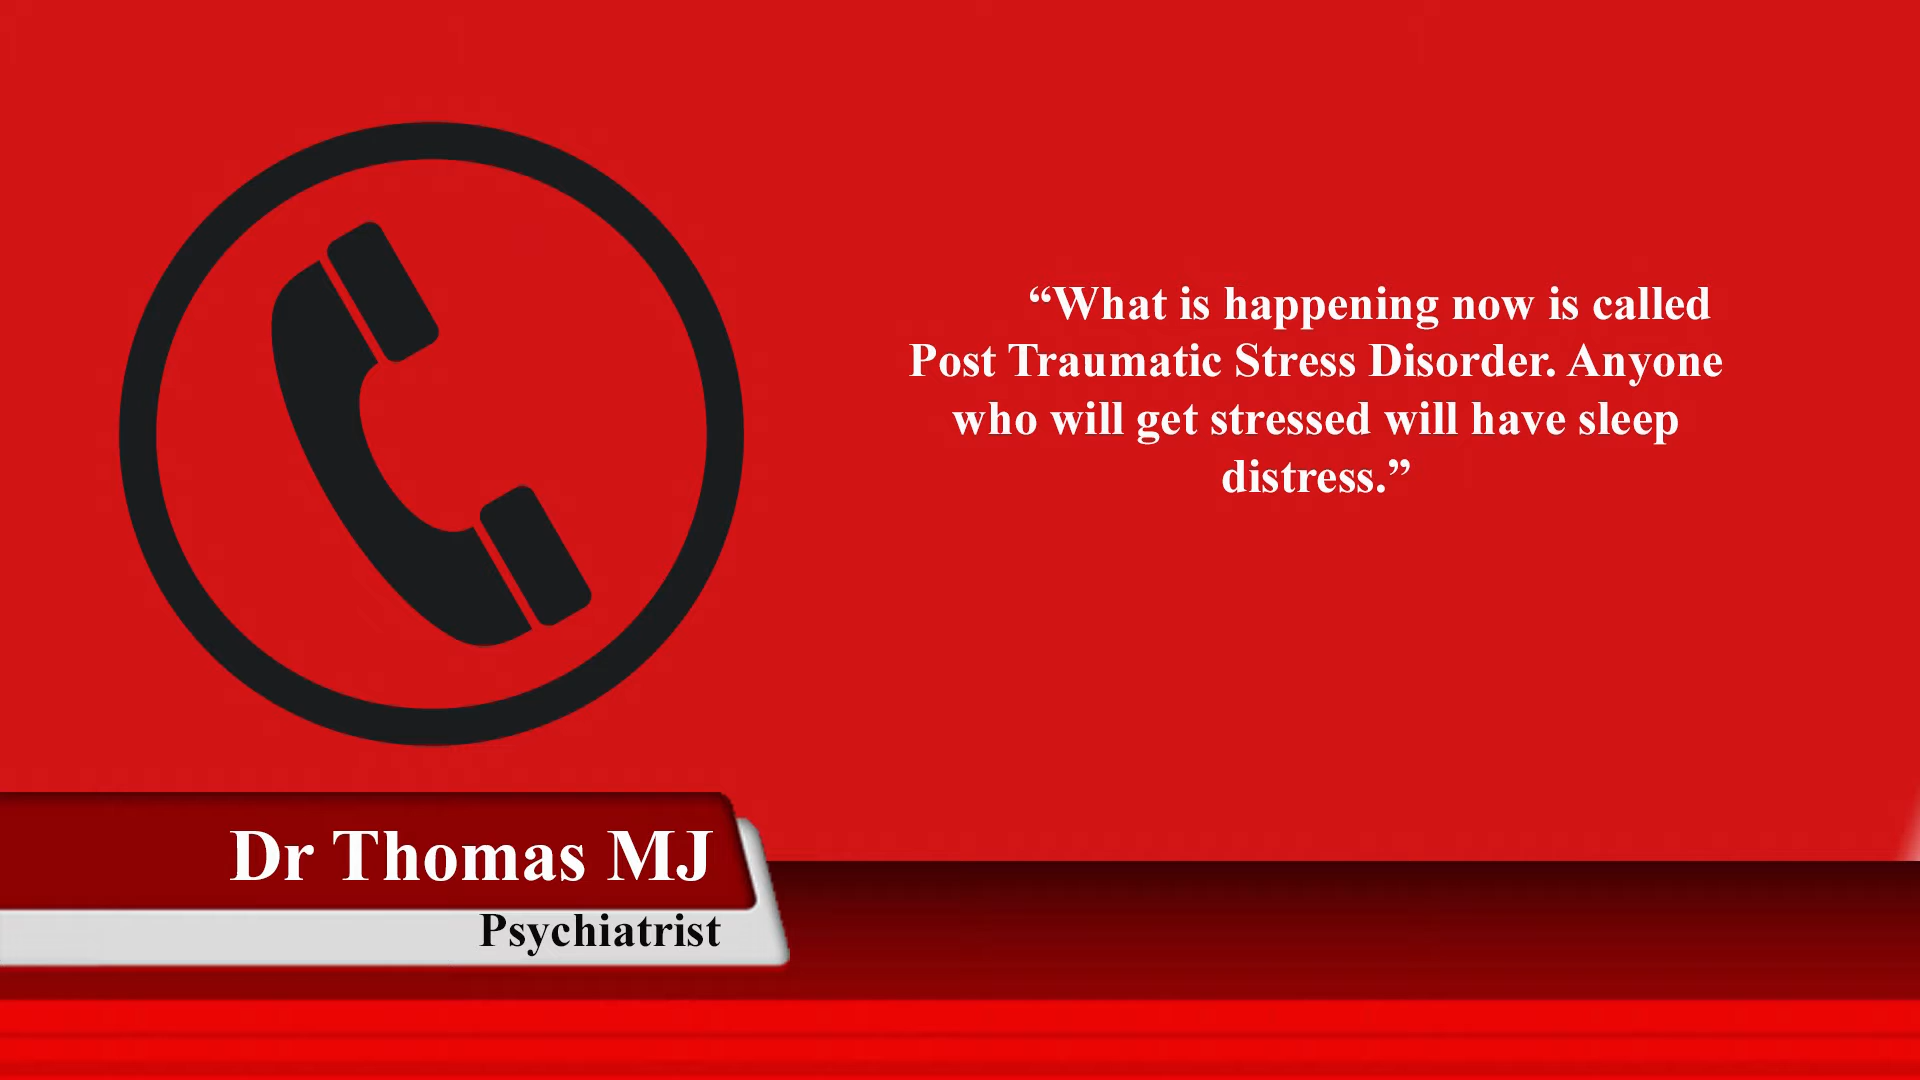 “What is happening now is called
Post Traumatic Stress Disorder. Anyone
who will get stressed will have sleep
distress.”
Dr Thomas MJ
Psychiatrist